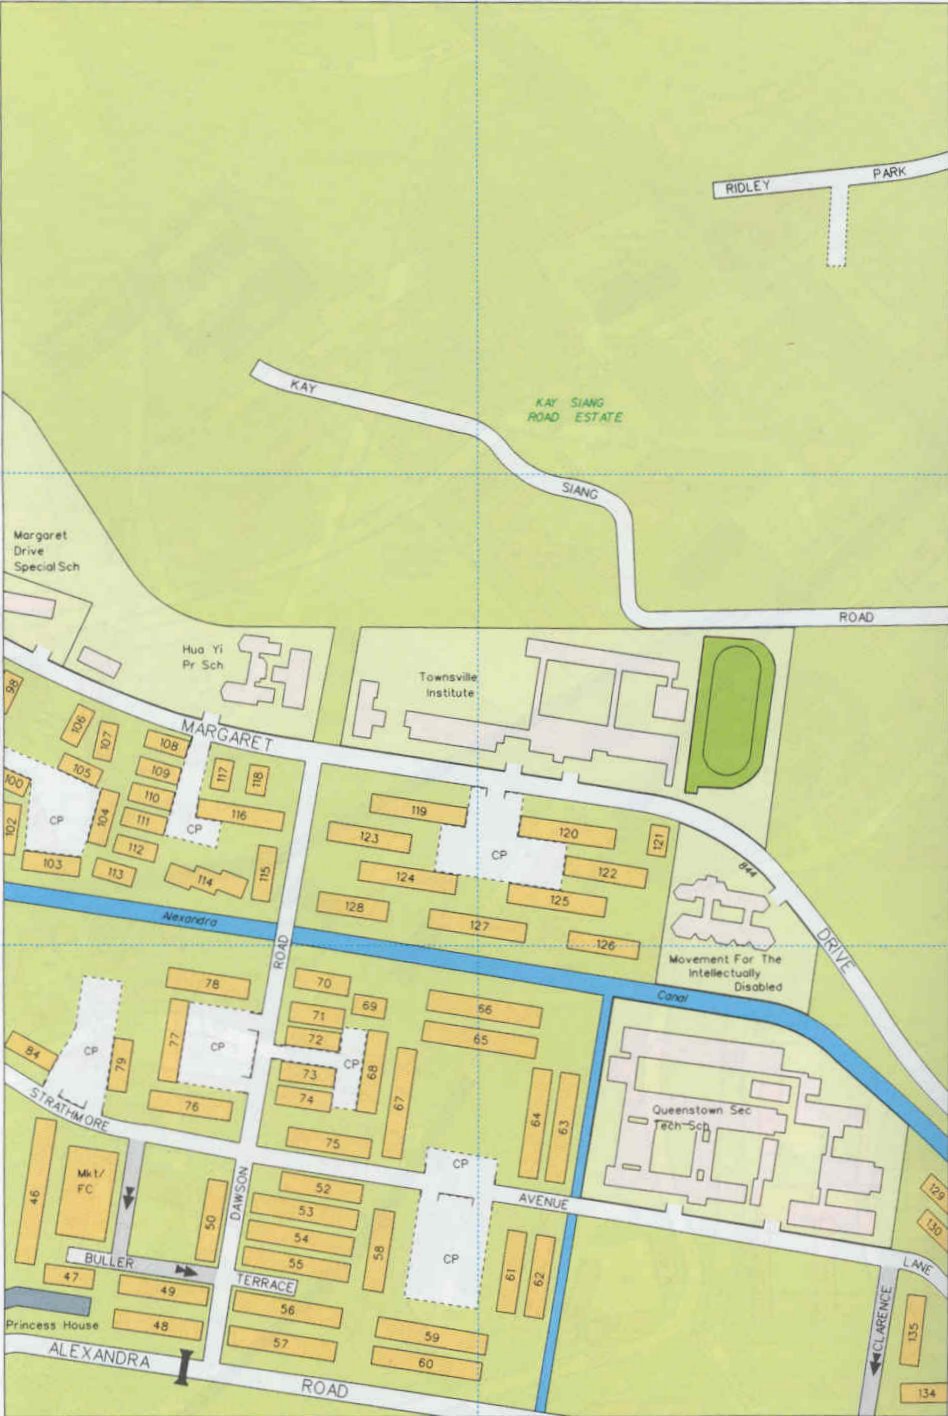 RIDLEY
PARK
KAY
KAY SIANG
ROAD ESTATE
SIANG
Margaret
Drive
Special Sch
ROAD
Hua Yi
Pr Sch
Townsville
Institute
98
106
107
108
MARGARET
105
109
117
118
100
110
119
104
116
102
CP
111
CP
123
120
121
112
CP
103
113
114
115
124
122
844
128
125
Alexandra
127
DRIVE
ROAD
126
Movement For The
Intellectually
Disabled
78
70
Canal
69
66
71
77
CP
72
65
84
CP
79
CP
68
73
67
74
76
64
63
STRATHMORE
Queenstown Sec
Tech Sch
75
CP
Mkt/
FC
46
DAWSON
52
AVENUE
129
50
53
130
54
58
BULLER
55
CP
61
62
LANE
47
49
TERRACE
56
Princess House
48
59
CLARENCE
135
57
ALEXANDRA
60
ROAD
134